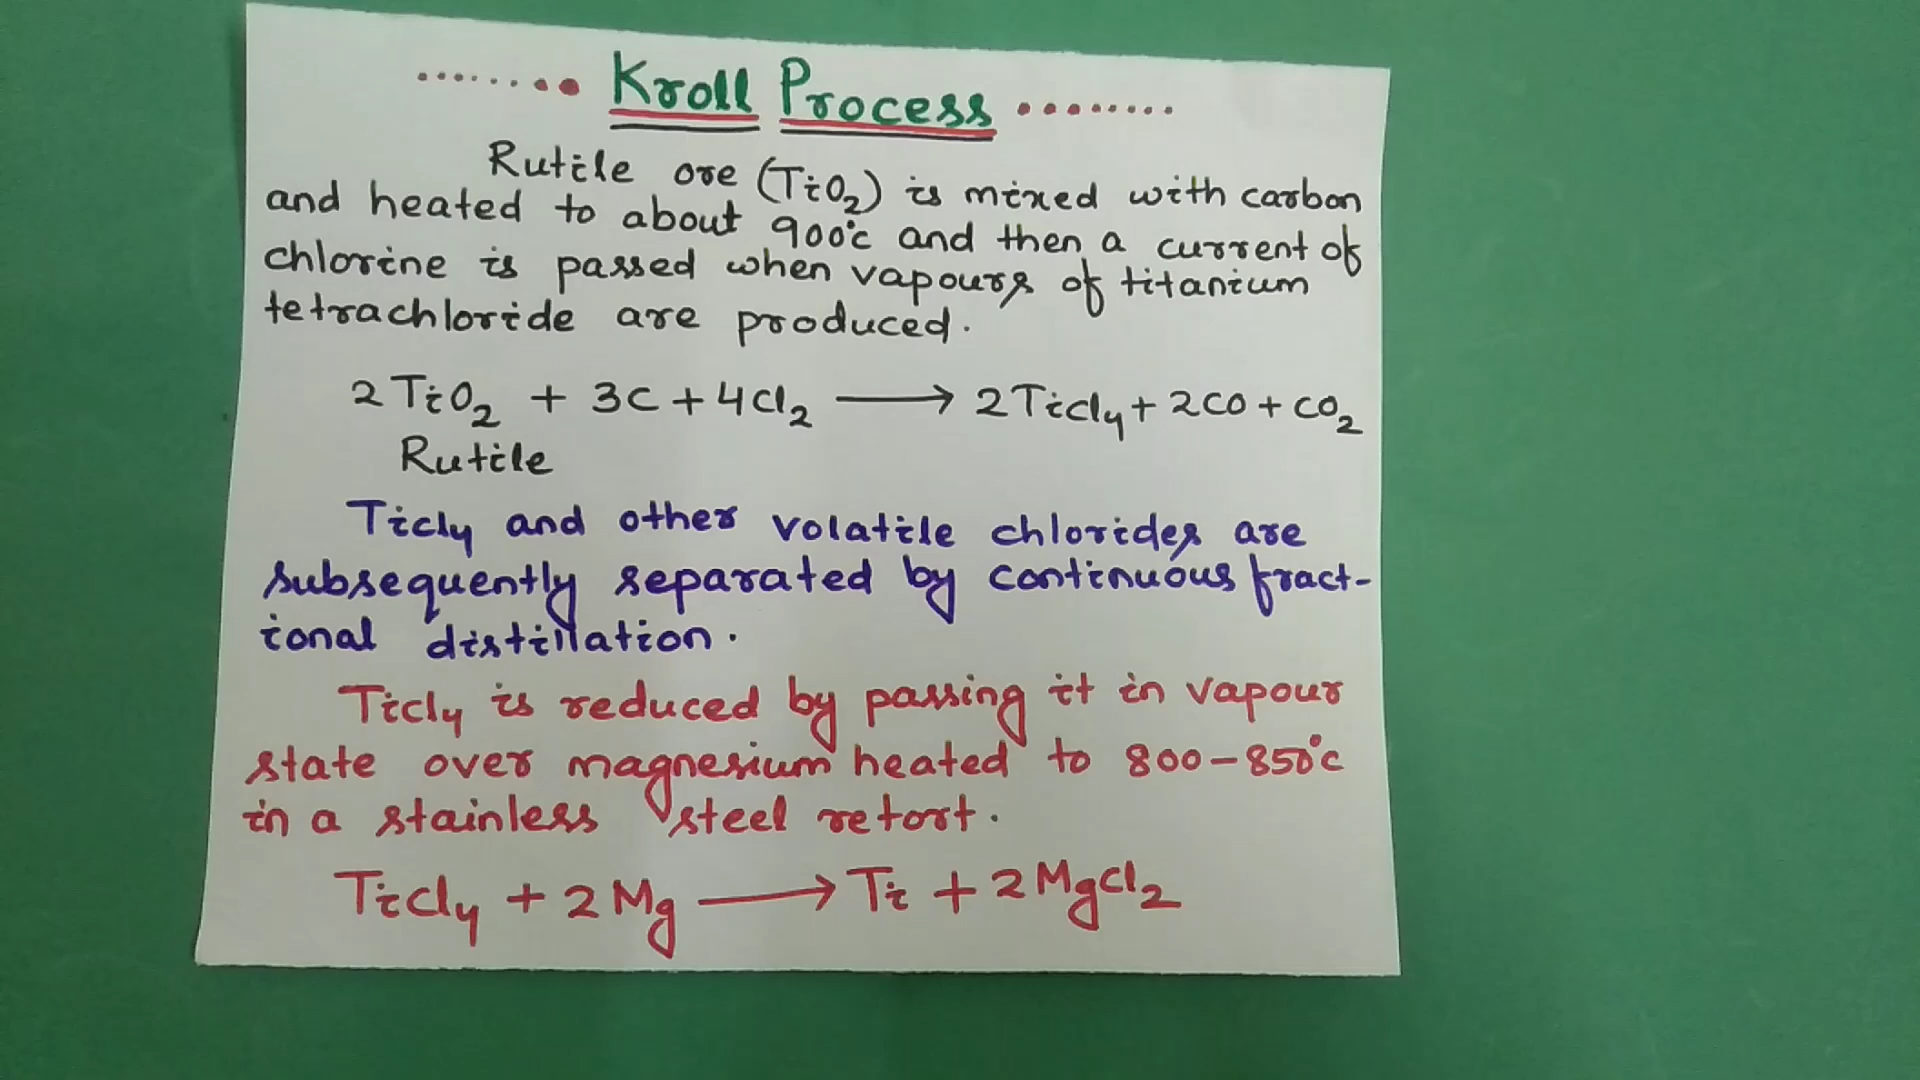 Kroll Process
Rutile ore (TiO₂) is mixed with carbon
and heated to about 900°c and then a current of
chlorine is passed when vapours of titanium
tetrachloride are produced.
2TiO₂ + 3C + 4Cl₂ ⟶ 2TiCl₄ + 2CO + CO₂
Rutile
TiCl₄ and other volatile chlorides are
subsequently separated by continuous fract-
ional distillation.
TiCl₄ is reduced by passing it in vapour
state over magnesium heated to 800-850°c
in a stainless steel retort.
TiCl₄ + 2Mg ⟶ Ti + 2MgCl₂